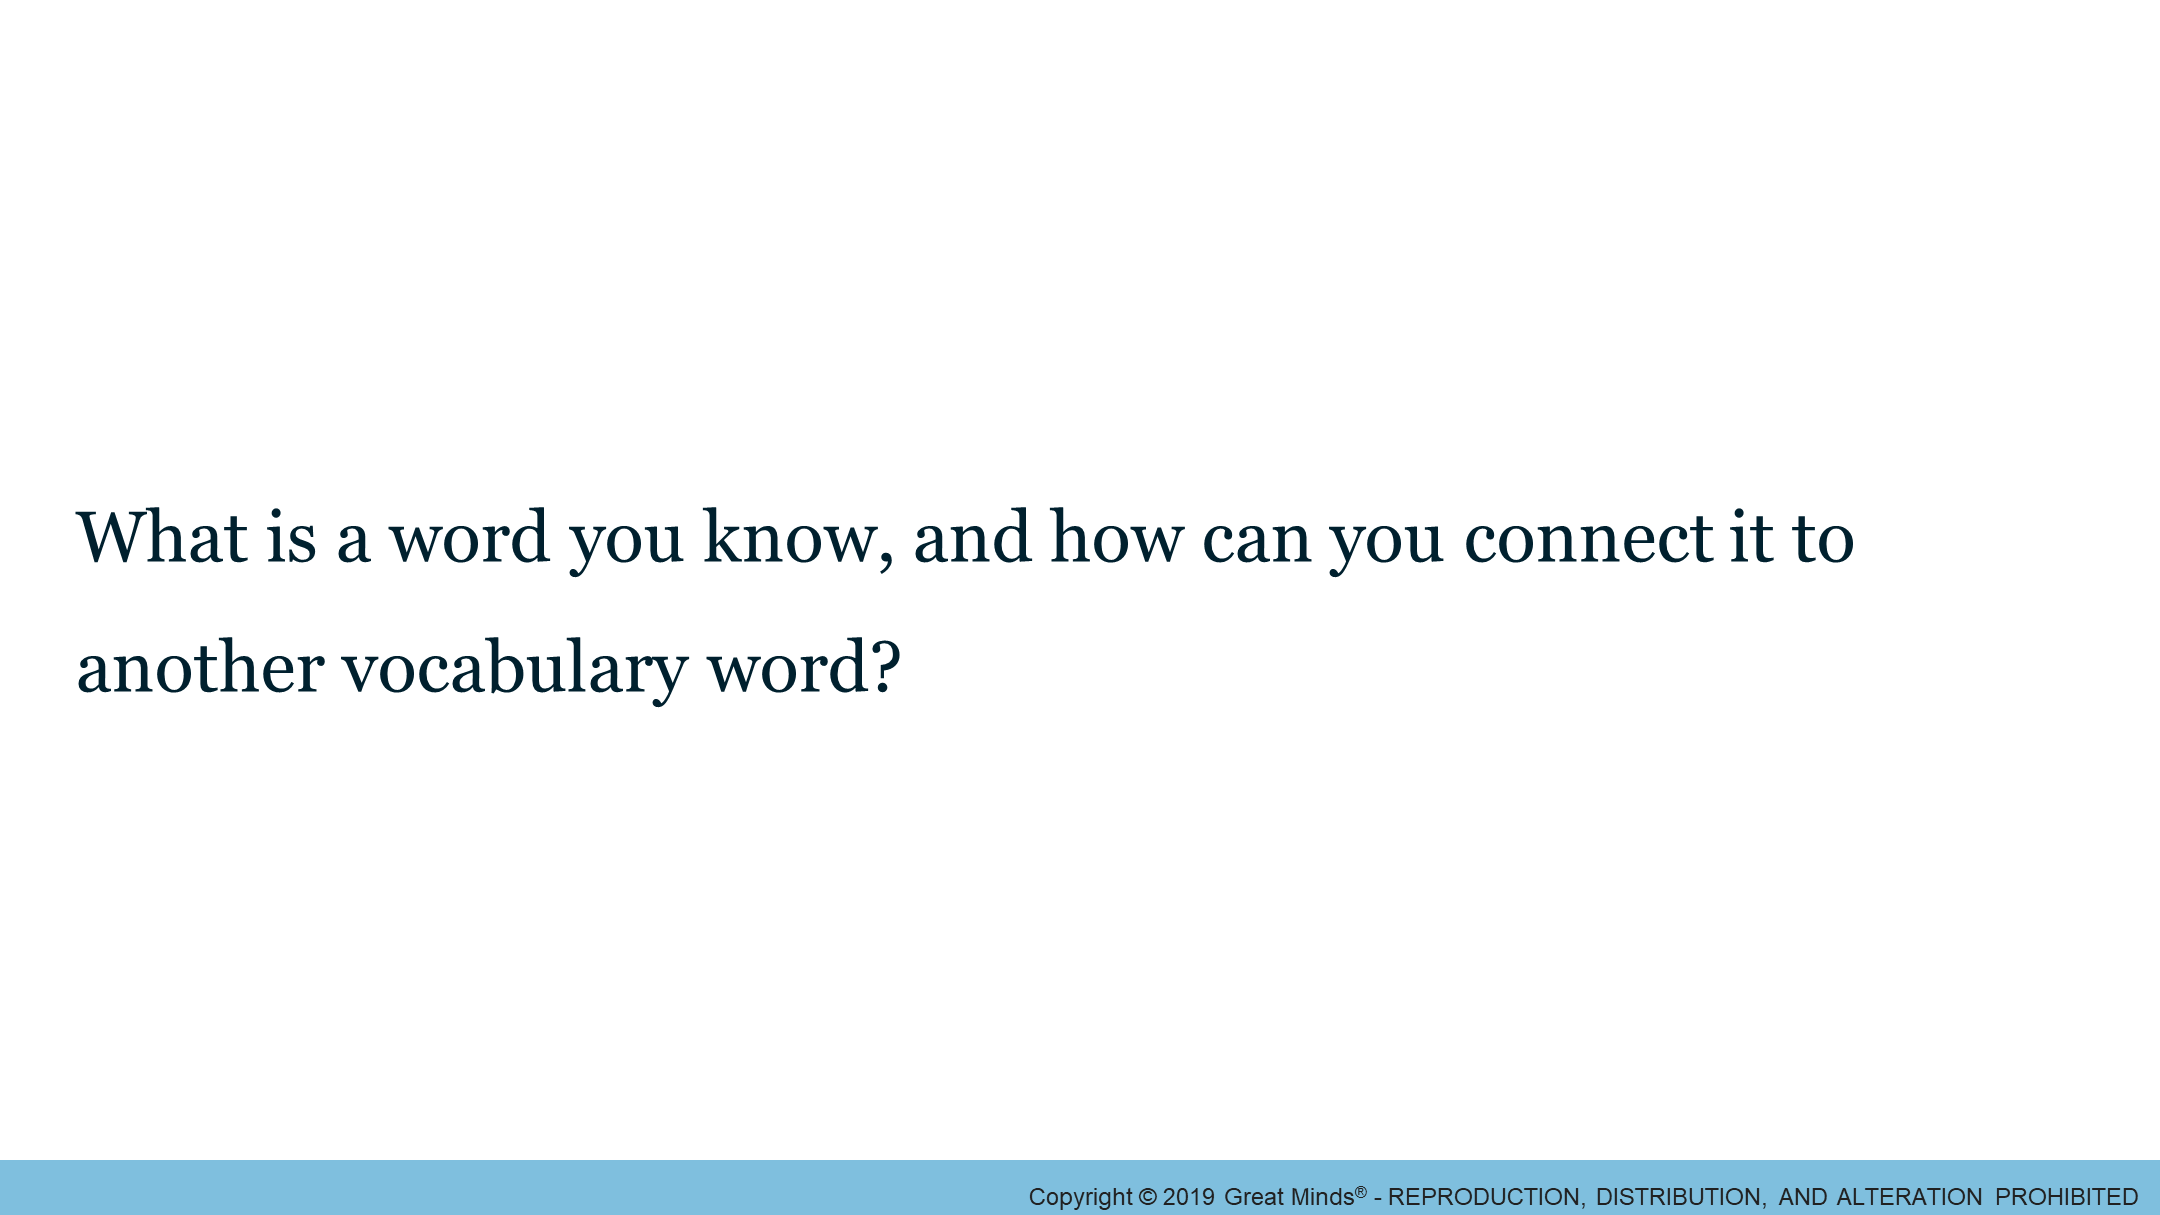 What is a word you know, and how can you connect it to
another vocabulary word?
Copyright © 2019 Great Minds® - REPRODUCTION, DISTRIBUTION, AND ALTERATION PROHIBITED